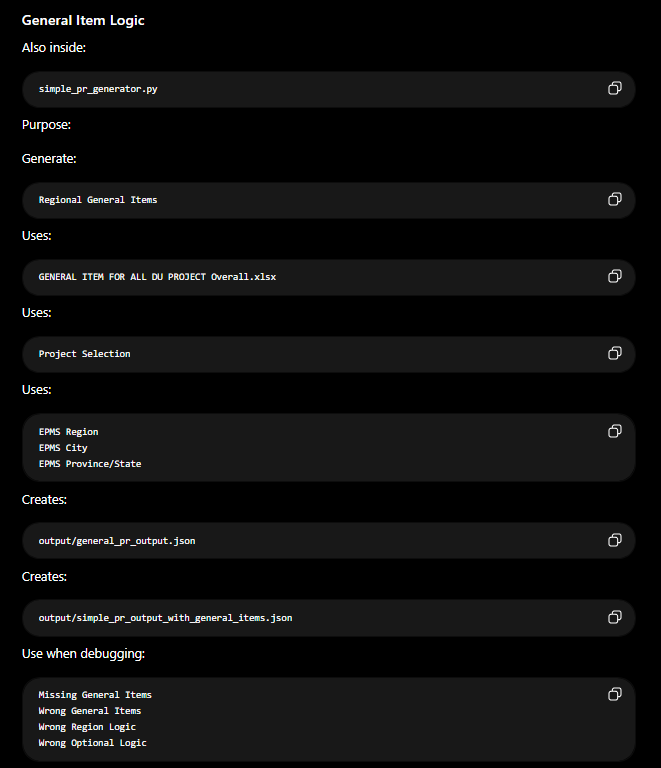 General Item Logic
Also inside:
simple_pr_generator.py
Purpose:
Generate:
Regional General Items
Uses:
GENERAL ITEM FOR ALL DU PROJECT Overall.xlsx
Uses:
Project Selection
Uses:
EPMS Region
EPMS City
EPMS Province/State
Creates:
output/general_pr_output.json
Creates:
output/simple_pr_output_with_general_items.json
Use when debugging:
Missing General Items
Wrong General Items
Wrong Region Logic
Wrong Optional Logic